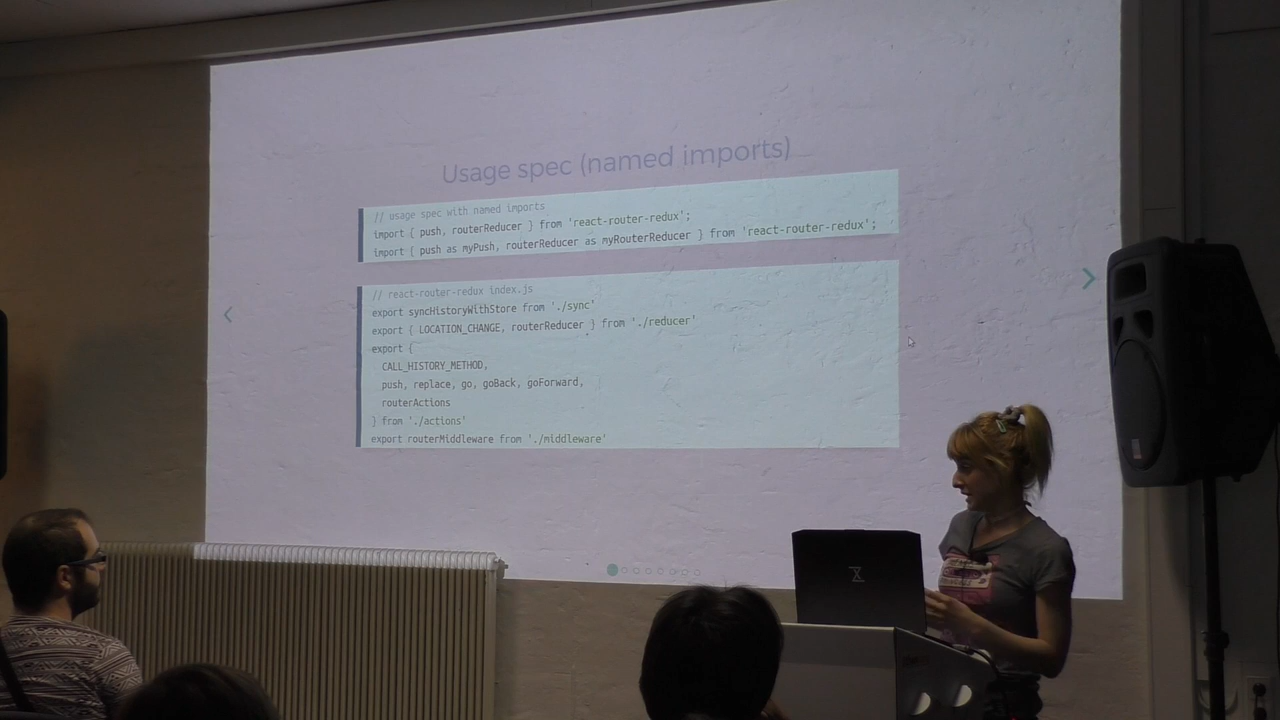 Usage spec (named imports)
// usage spec with named imports
import { push, routerReducer } from 'react-router-redux';
import { push as myPush, routerReducer as myRouterReducer } from 'react-router-redux';
// react-router-redux index.js
export syncHistoryWithStore from './sync'
export { LOCATION_CHANGE, routerReducer } from './reducer'
export {
CALL_HISTORY_METHOD,
push, replace, go, goBack, goForward,
routerActions
} from './actions'
export routerMiddleware from './middleware'